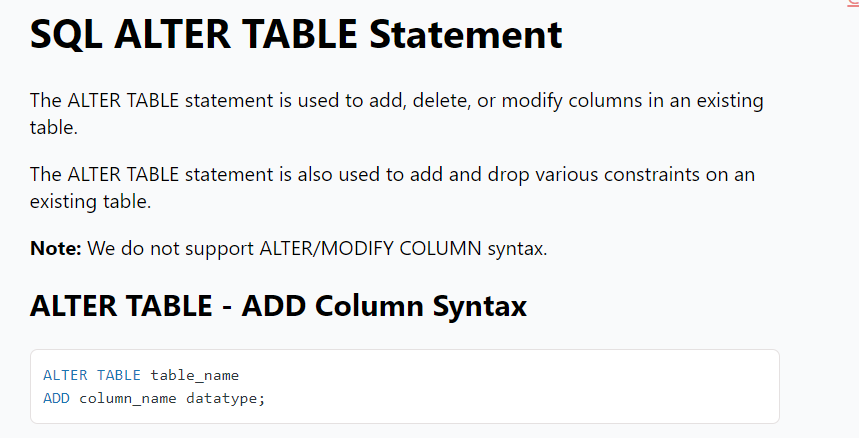 SQL ALTER TABLE Statement
The ALTER TABLE statement is used to add, delete, or modify columns in an existing
table.
The ALTER TABLE statement is also used to add and drop various constraints on an
existing table.
Note: We do not support ALTER/MODIFY COLUMN syntax.
ALTER TABLE - ADD Column Syntax
ALTER TABLE table_name
ADD column_name datatype;